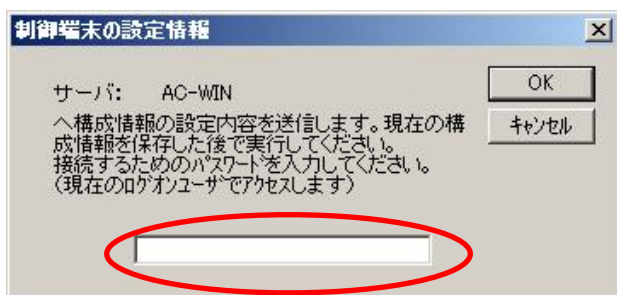 制御端末の設定情報
サーバ: AC-WIN
OK
へ構成情報の設定内容を送信します。現在の構
キャンセル
成情報を保存した後で実行してください。
接続するためのパスワードを入力してください。
(現在のログオンユーザでアクセスします)